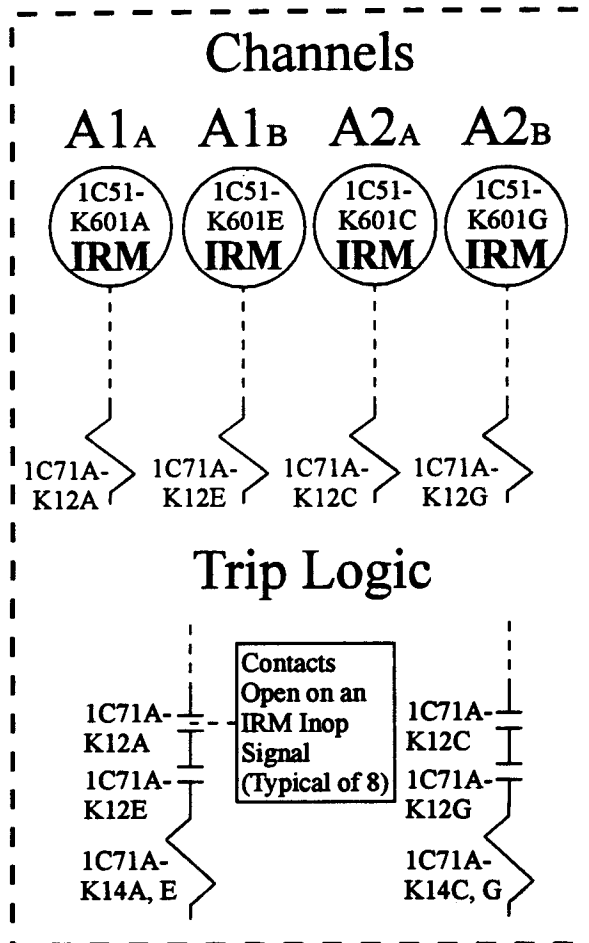 Channels
A1A A1B A2A A2B
1C51-
K601A
IRM
1C51-
K601E
IRM
1C51-
K601C
IRM
1C51-
K601G
IRM
1C71A-
K12A
1C71A-
K12E
1C71A-
K12C
1C71A-
K12G
Trip Logic
1C71A-
K12A
1C71A-
K12E
1C71A-
K14A, E
Contacts
Open on an
IRM Inop
Signal
(Typical of 8)
1C71A-
K12C
1C71A-
K12G
1C71A-
K14C, G